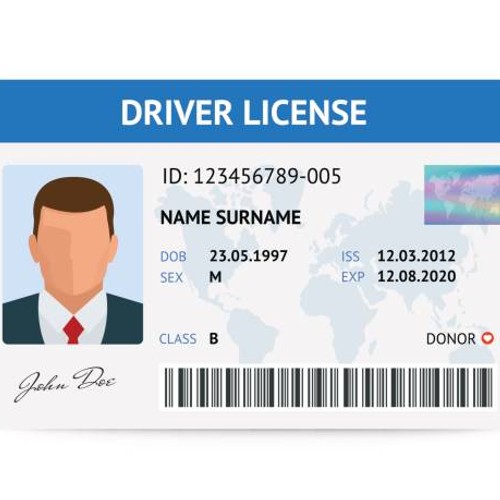 DRIVER LICENSE
ID: 123456789-005
NAME SURNAME
DOB 23.05.1997 ISS 12.03.2012
SEX M EXP 12.08.2020
CLASS B DONOR
John Doe